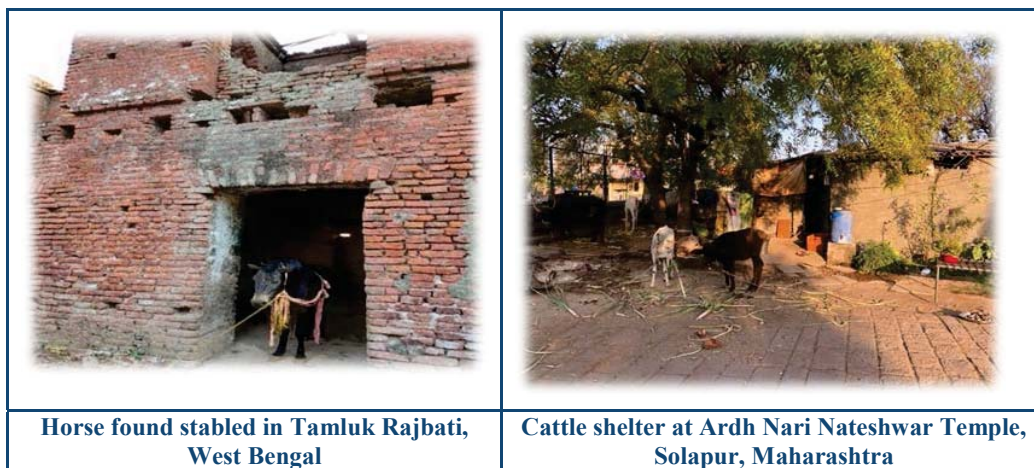 Horse found stabled in Tamluk Rajbati,
West Bengal
Cattle shelter at Ardh Nari Nateshwar Temple,
Solapur, Maharashtra